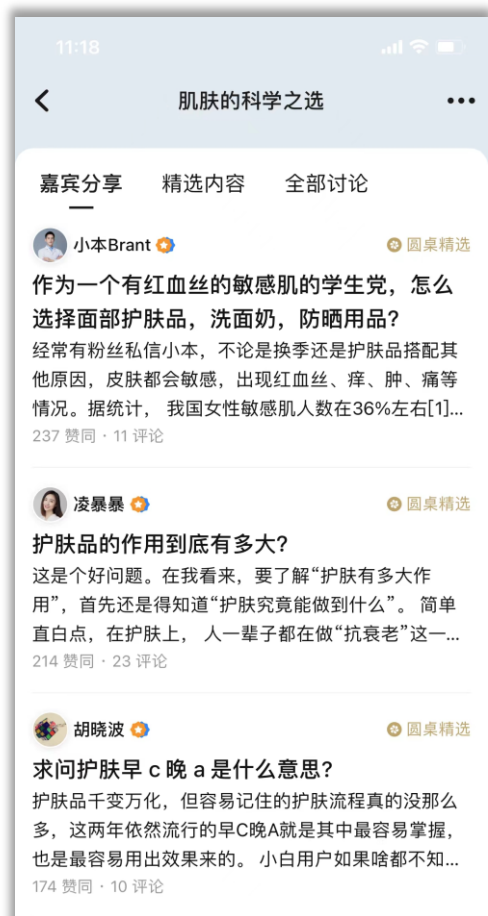 11:18
肌肤的科学之选
嘉宾分享 精选内容 全部讨论
小本Brant 圆桌精选
作为一个有红血丝的敏感肌的学生党，怎么
选择面部护肤品，洗面奶，防晒用品？
经常有粉丝私信小本，不论是换季还是护肤品搭配其
他原因，皮肤都会敏感，出现红血丝、痒、肿、痛等
情况。据统计， 我国女性敏感肌人数在36%左右[1]...
237 赞同 · 11 评论
凌暴暴 圆桌精选
护肤品的作用到底有多大？
这是个好问题。在我看来，要了解“护肤有多大作
用”，首先还是得知道“护肤究竟能做到什么”。 简单
直白点，在护肤上， 人一辈子都在做“抗衰老”这一...
214 赞同 · 23 评论
胡晓波 圆桌精选
求问护肤早 c 晚 a 是什么意思？
护肤品千变万化，但容易记住的护肤流程真的没那么
多，这两年依然流行的早C晚A就是其中最容易掌握，
也是最容易用出效果来的。 小白用户如果啥都不知...
174 赞同 · 10 评论